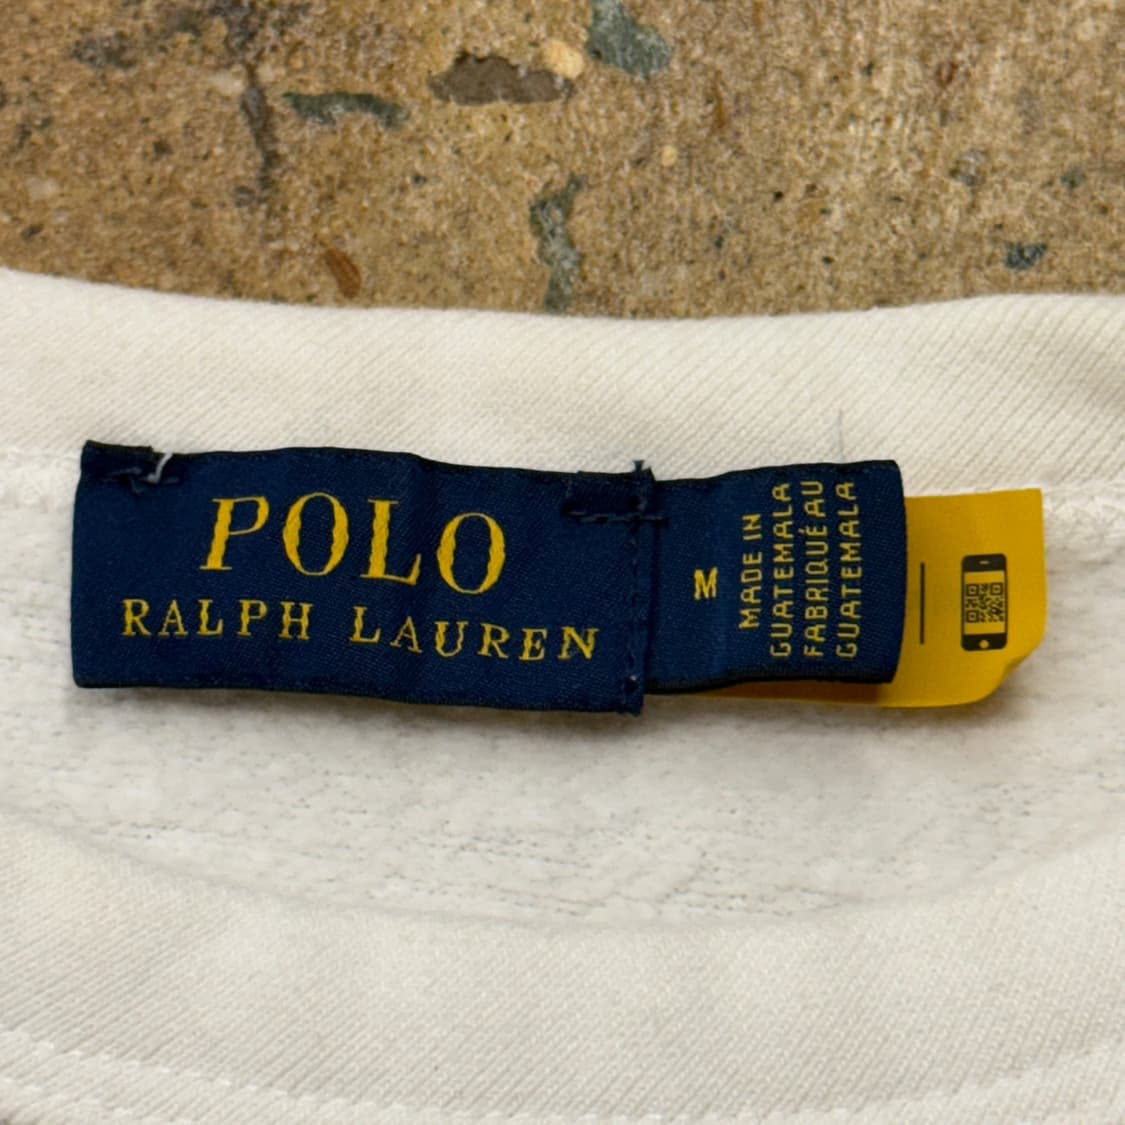 POLO
RALPH LAUREN
M
MADE IN
GUATEMALA
FABRIQUÉ AU
GUATEMALA